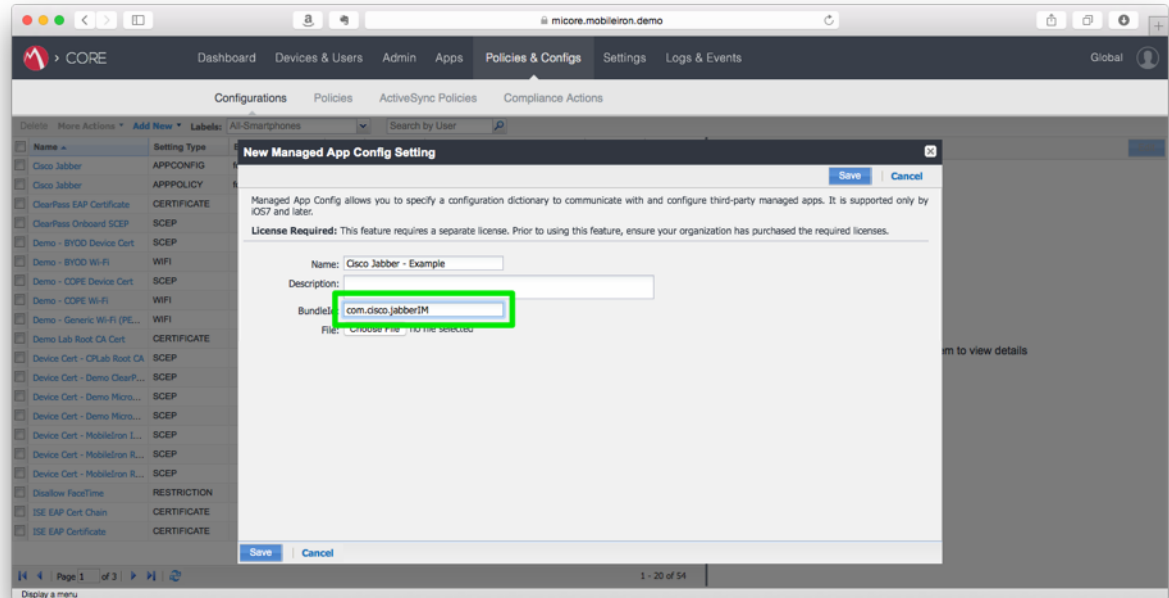 micore.mobileiron.demo
CORE
Dashboard Devices & Users Admin Apps Policies & Configs Settings Logs & Events
Global
Configurations Policies ActiveSync Policies Compliance Actions
Delete More Actions Add New Labels: All-Smartphones Search by User
Name Setting Type
New Managed App Config Setting
Save Cancel
Managed App Config allows you to specify a configuration dictionary to communicate with and configure third-party managed apps. It is supported only by
iOS7 and later.
License Required: This feature requires a separate license. Prior to using this feature, ensure your organization has purchased the required licenses.
Name: Cisco Jabber - Example
Description:
BundleId: com.cisco.jabberIM
File: Choose File no file selected
Cisco Jabber APPCONFIG
Cisco Jabber APPPOLICY
ClearPass EAP Certificate CERTIFICATE
ClearPass Onboard SCEP SCEP
Demo - BYOD Device Cert SCEP
Demo - BYOD Wi-Fi WIFI
Demo - COPE Device Cert SCEP
Demo - COPE Wi-Fi WIFI
Demo - Generic Wi-Fi (PE... WIFI
Demo Lab Root CA Cert CERTIFICATE
Device Cert - CPLab Root CA SCEP
Device Cert - Demo ClearP... SCEP
Device Cert - Demo Micro... SCEP
Device Cert - Demo Micro... SCEP
Device Cert - MobileIron I... SCEP
Device Cert - MobileIron R... SCEP
Device Cert - MobileIron R... SCEP
Disallow FaceTime RESTRICTION
ISE EAP Cert Chain CERTIFICATE
ISE EAP Certificate CERTIFICATE
em to view details
Save Cancel
Page 1 of 3
1 - 20 of 54
Display a menu